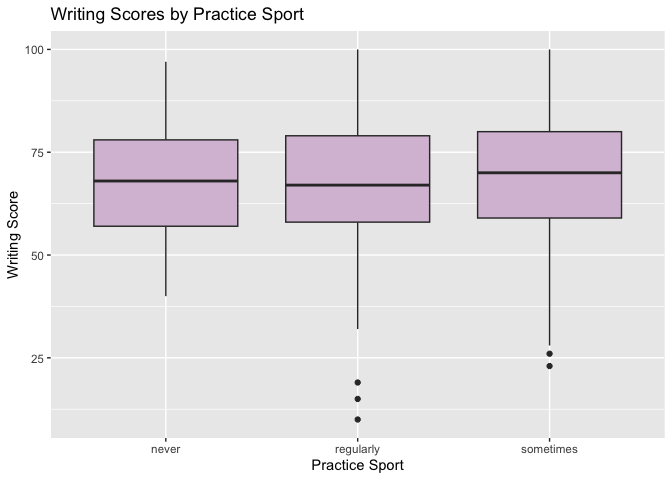 Writing Scores by Practice Sport
100
75
50
25
Writing Score
never regularly sometimes
Practice Sport